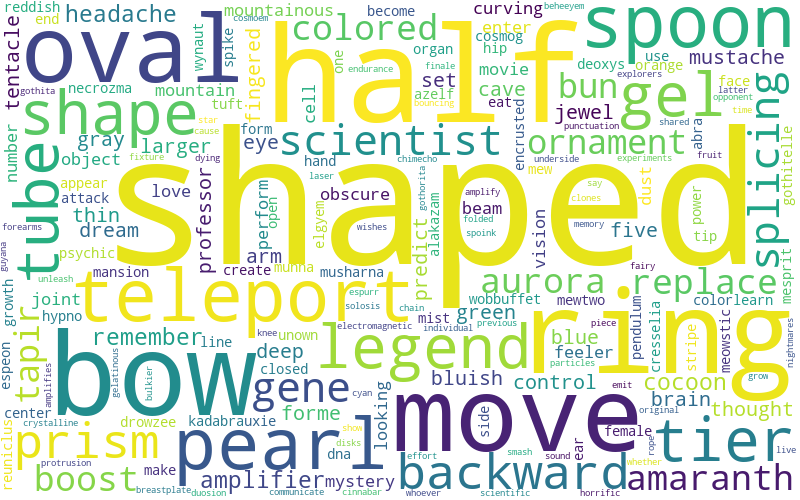 reddish
headache
mountainous
cosmoem
become
curving
beheeyem
spoon
end
oval
wynaut
spike
half
colored
cosmog
enter
organ
hip
deoxys
use
mustache
tentacle
gothita
necrozma
mountain
fingered
one
endurance
finale
movie
cell
azelf
set
cave
eat
bun
gel
orange
explorers
face
latter
opponent
time
shape
tuft
star
cause
bouncing
jewel
punctuation
shared
abra
number
gray
larger
form
eye
scientist
encrusted
ornament
splicing
gothitelle
tube
object
fixture
dying
hand
chimecho
laser
underside
experiments
fruit
mew
say
clones
dust
appear
attack
love
shaped
obscure
gothorita
alakazam
amplify
folded
spoink
wishes
memory
power
tip
forearms
thin
dream
professor
perform
open
elgyem
beam
predict
vision
five
fairy
mesprit
guyana
psychic
mansion
create
munna
musharna
aurora
replace
unleash
joint
teleport
espurr
solosis
chain
wobbuffet
mewtwo
colorlearn
growth
hypno
remember
line
unown
mist
green
blue
pendulum
cresselia
stripe
meowstic
ring
electromagnetic
individual
previous
piece
nightmares
espeon
tapir
amplifies
gelatinous
bulkier
bow
deep
closed
knee
legend
feeler
particles
emit
grow
gene
cyan
looking
bluish
control
cocoon
brain
thought
center
drowzee
kadabrauxie
forme
pearl
move
side
female
original
tier
crystalline
prism
dna
show
disks
effort
smash
sound
ear
rope
whether
live
reuniclus
protrusion
boost
make
amplifier
mystery
backward
amaranth
breastplate
duosion
communicate
cinnabar
whoever
scientific
horrific